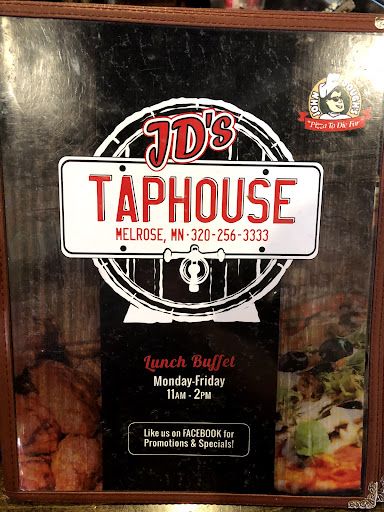 JOHN'S
"Pizza To Die For"
JD's
TAPHOUSE
MELROSE, MN · 320-256-3333
Lunch Buffet
Monday-Friday
11AM - 2PM
Like us on FACEBOOK for
Promotions & Specials!